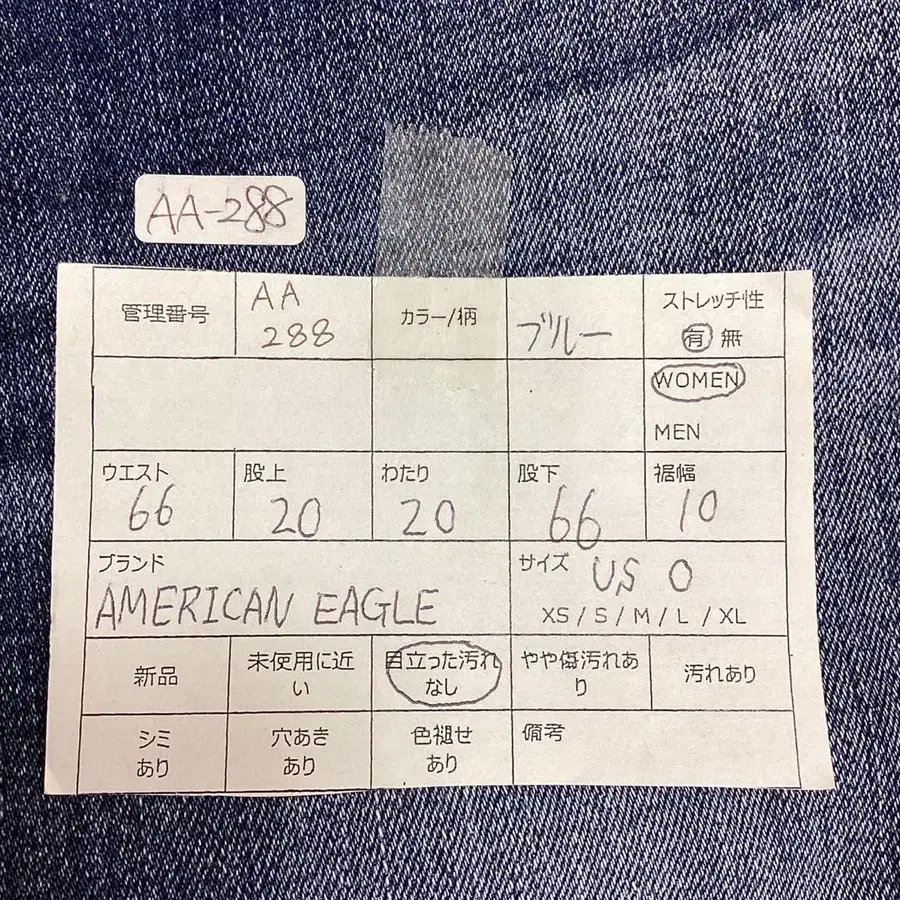 AA-288
管理番号
AA
288
カラー/柄
ブルー
ストレッチ性
有 無
WOMEN
MEN
ウエスト
66
股上
20
わたり
20
股下
66
裾幅
10
ブランド
AMERICAN EAGLE
サイズ US 0
XS / S / M / L / XL
新品
未使用に近
い
目立った汚れ
なし
やや傷汚れあ
り
汚れあり
シミ
あり
穴あき
あり
色褪せ
あり
備考